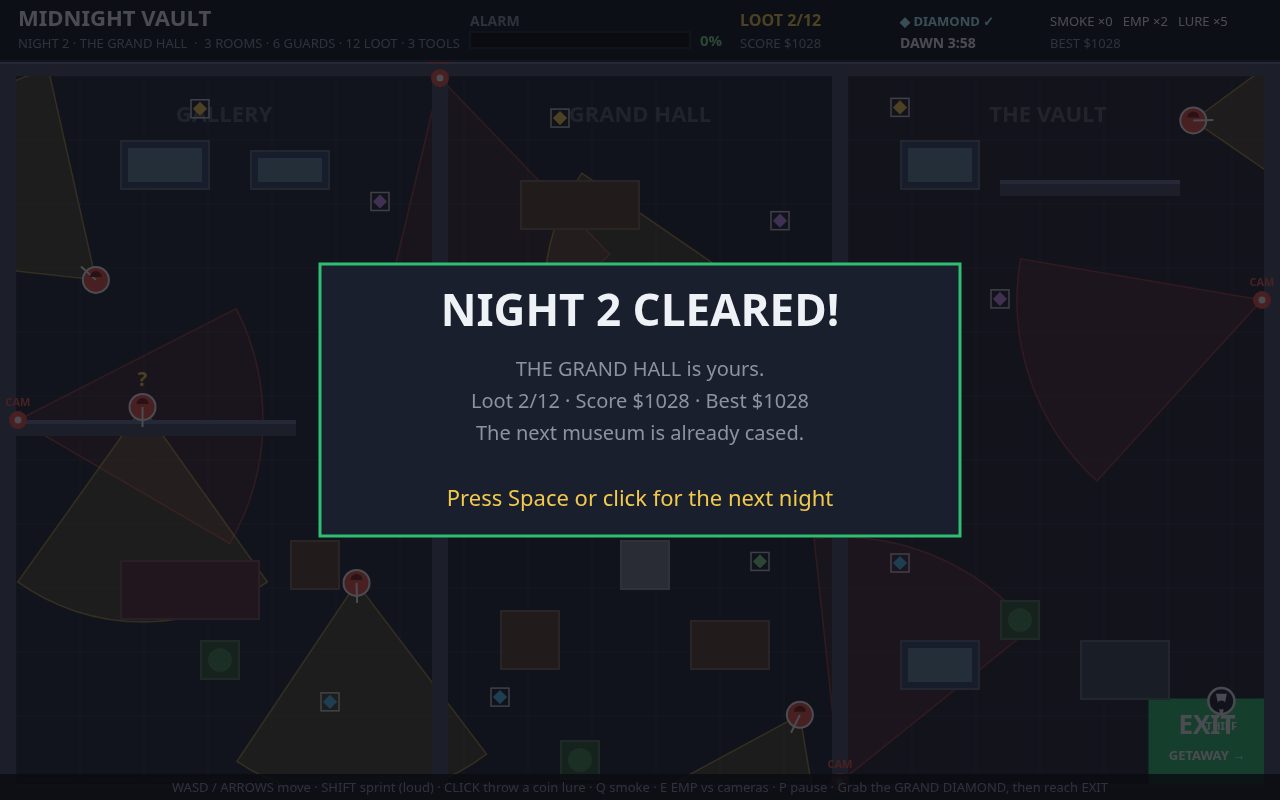 MIDNIGHT VAULT
NIGHT 2 · THE GRAND HALL · 3 ROOMS · 6 GUARDS · 12 LOOT · 3 TOOLS
ALARM
0%
LOOT 2/12
SCORE $1028
◆ DIAMOND ✓
DAWN 3:58
SMOKE ×0 EMP ×2 LURE ×5
BEST $1028
GALLERY
GRAND HALL
THE VAULT
CAM
?
CAM
NIGHT 2 CLEARED!
THE GRAND HALL is yours.
Loot 2/12 · Score $1028 · Best $1028
The next museum is already cased.
Press Space or click for the next night
THIEF
EXIT
GETAWAY →
CAM
WASD / ARROWS move · SHIFT sprint (loud) · CLICK throw a coin lure · Q smoke · E EMP vs cameras · P pause · Grab the GRAND DIAMOND, then reach EXIT